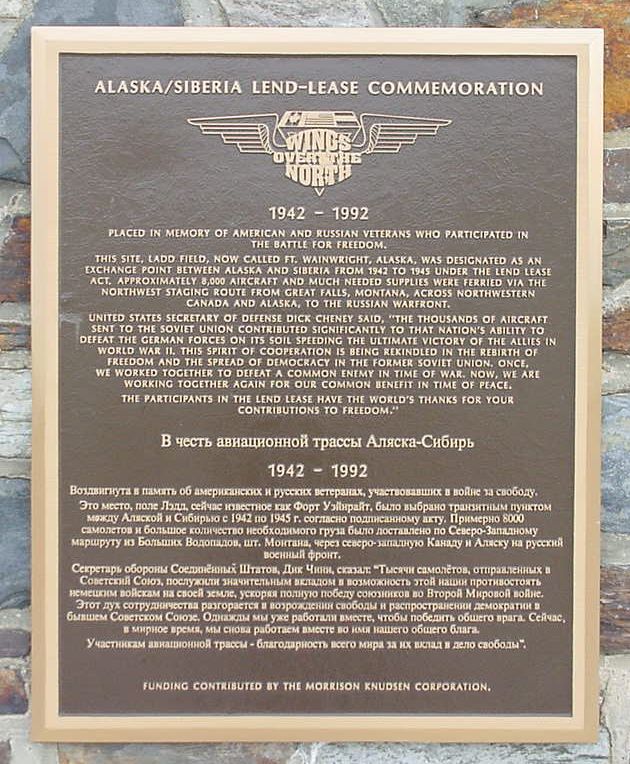 ALASKA/SIBERIA LEND-LEASE COMMEMORATION
WINGS
OVER THE
NORTH
1942 - 1992
PLACED IN MEMORY OF AMERICAN AND RUSSIAN VETERANS WHO PARTICIPATED IN
THE BATTLE FOR FREEDOM.
THIS SITE, LADD FIELD, NOW CALLED FT. WAINWRIGHT, ALASKA, WAS DESIGNATED AS AN
EXCHANGE POINT BETWEEN ALASKA AND SIBERIA FROM 1942 TO 1945 UNDER THE LEND LEASE
ACT. APPROXIMATELY 8,000 AIRCRAFT AND MUCH NEEDED SUPPLIES WERE FERRIED VIA THE
NORTHWEST STAGING ROUTE FROM GREAT FALLS, MONTANA, ACROSS NORTHWESTERN
CANADA AND ALASKA, TO THE RUSSIAN WARFRONT.
UNITED STATES SECRETARY OF DEFENSE DICK CHENEY SAID, "THE THOUSANDS OF AIRCRAFT
SENT TO THE SOVIET UNION CONTRIBUTED SIGNIFICANTLY TO THAT NATION'S ABILITY TO
DEFEAT THE GERMAN FORCES ON ITS SOIL SPEEDING THE ULTIMATE VICTORY OF THE ALLIES IN
WORLD WAR II. THIS SPIRIT OF COOPERATION IS BEING REKINDLED IN THE REBIRTH OF
FREEDOM AND THE SPREAD OF DEMOCRACY IN THE FORMER SOVIET UNION. ONCE,
WE WORKED TOGETHER TO DEFEAT A COMMON ENEMY IN TIME OF WAR. NOW, WE ARE
WORKING TOGETHER AGAIN FOR OUR COMMON BENEFIT IN TIME OF PEACE.
THE PARTICIPANTS IN THE LEND LEASE HAVE THE WORLD'S THANKS FOR YOUR
CONTRIBUTIONS TO FREEDOM."
В честь авиационной трассы Аляска-Сибирь
1942 - 1992
Воздвигнута в память об американских и русских ветеранах, участвовавших в войне за свободу.
Это место, поле Лэдд, сейчас известное как Форт Уэйнрайт, было выбрано транзитным пунктом
между Аляской и Сибирью с 1942 по 1945 г. согласно подписанному акту. Примерно 8000
самолетов и большое количество необходимого груза было доставлено по Северо-Западному
маршруту из Больших Водопадов, шт. Монтана, через северо-западную Канаду и Аляску на русский
военный фронт.
Секретарь обороны Соединённых Штатов, Дик Чини, сказал: "Тысячи самолётов, отправленных в
Советский Союз, послужили значительным вкладом в возможность этой нации противостоять
немецким войскам на своей земле, ускоряя полную победу союзников во Второй Мировой войне.
Этот дух сотрудничества разгорается в возрождении свободы и распространении демократии в
бывшем Советском Союзе. Однажды мы уже работали вместе, чтобы победить общего врага. Сейчас,
в мирное время, мы снова работаем вместе во имя нашего общего блага.
Участникам авиационной трассы - благодарность всего мира за их вклад в дело свободы".
FUNDING CONTRIBUTED BY THE MORRISON KNUDSEN CORPORATION.